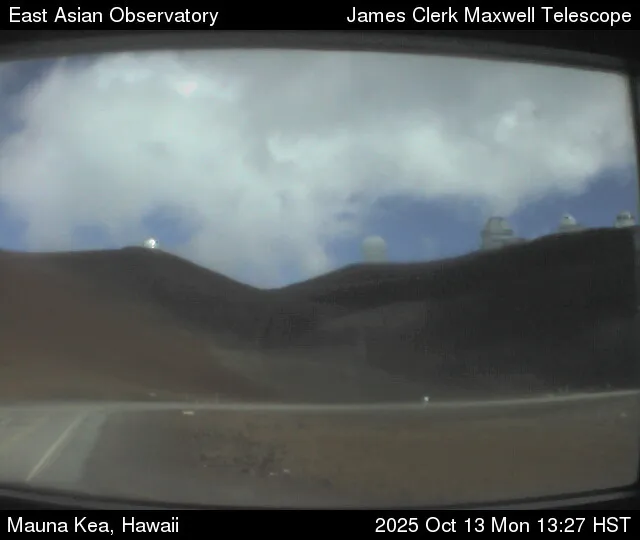 East Asian Observatory
James Clerk Maxwell Telescope
Mauna Kea, Hawaii
2025 Oct 13 Mon 13:27 HST